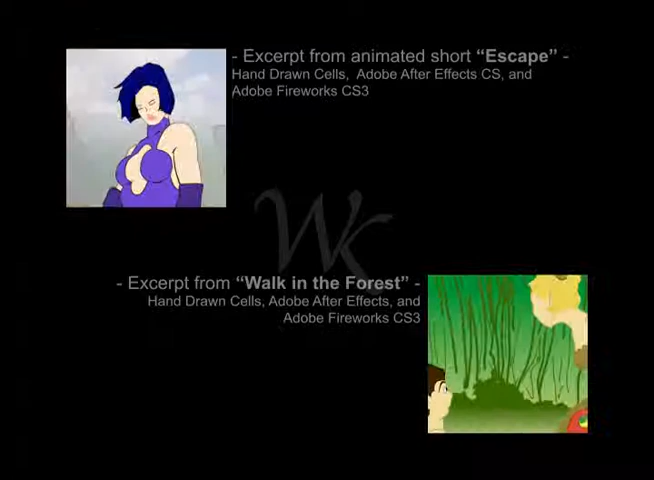 - Excerpt from animated short “Escape” -
Hand Drawn Cells, Adobe After Effects CS, and
Adobe Fireworks CS3
WK
- Excerpt from “Walk in the Forest” -
Hand Drawn Cells, Adobe After Effects, and
Adobe Fireworks CS3